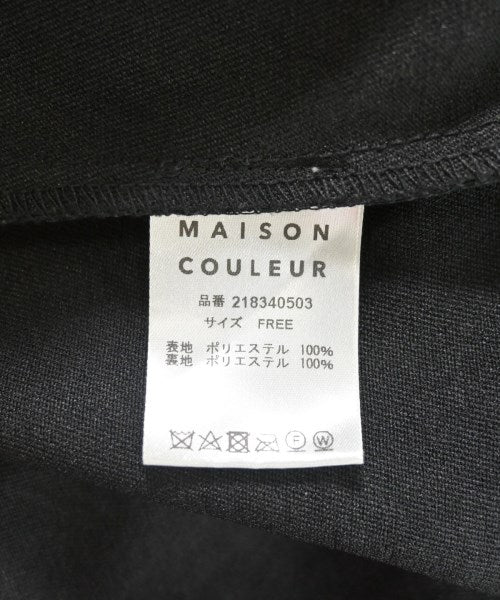 MAISON
COULEUR
品番 218340503
サイズ FREE
表地 ポリエステル 100%
裏地 ポリエステル 100%
F W